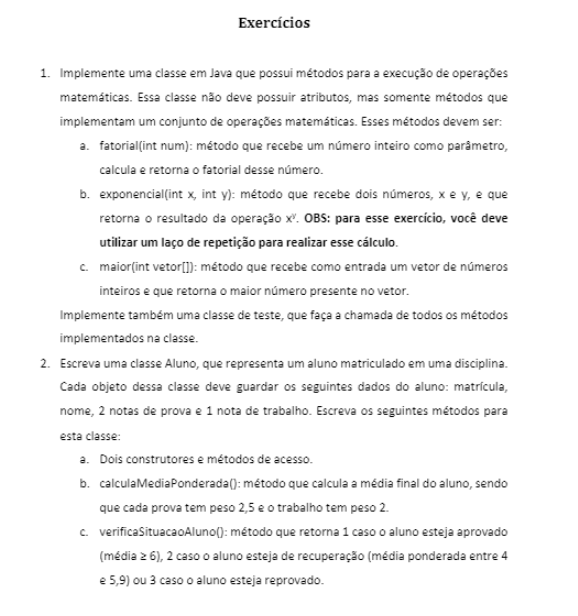 Exercícios
1. Implemente uma classe em Java que possui métodos para a execução de operações
matemáticas. Essa classe não deve possuir atributos, mas somente métodos que
implementam um conjunto de operações matemáticas. Esses métodos devem ser:
a. fatorial(int num): método que recebe um número inteiro como parâmetro,
calcula e retorna o fatorial desse número.
b. exponencial(int x, int y): método que recebe dois números, x e y, e que
retorna o resultado da operação xʸ. OBS: para esse exercício, você deve
utilizar um laço de repetição para realizar esse cálculo.
c. maior(int vetor[]): método que recebe como entrada um vetor de números
inteiros e que retorna o maior número presente no vetor.
Implemente também uma classe de teste, que faça a chamada de todos os métodos
implementados na classe.
2. Escreva uma classe Aluno, que representa um aluno matriculado em uma disciplina.
Cada objeto dessa classe deve guardar os seguintes dados do aluno: matrícula,
nome, 2 notas de prova e 1 nota de trabalho. Escreva os seguintes métodos para
esta classe:
a. Dois construtores e métodos de acesso.
b. calculaMediaPonderada(): método que calcula a média final do aluno, sendo
que cada prova tem peso 2,5 e o trabalho tem peso 2.
c. verificaSituacaoAluno(): método que retorna 1 caso o aluno esteja aprovado
(média ≥ 6), 2 caso o aluno esteja de recuperação (média ponderada entre 4
e 5,9) ou 3 caso o aluno esteja reprovado.